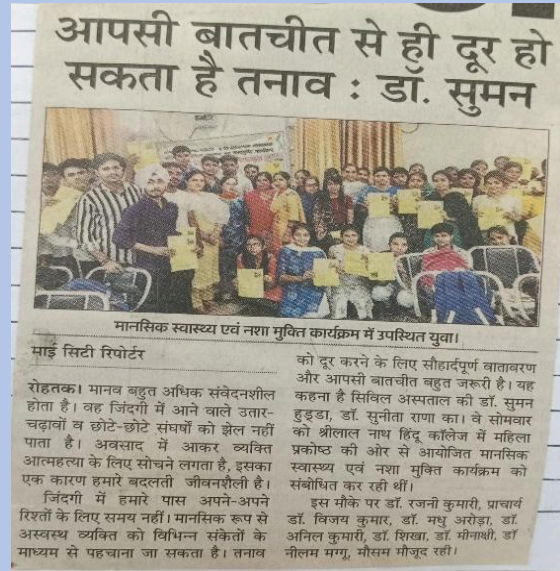 आपसी बातचीत से ही दूर हो
सकता है तनाव : डॉ. सुमन
मानसिक स्वास्थ्य एवं नशा मुक्ति कार्यक्रम में उपस्थित युवा।
माई सिटी रिपोर्टर
रोहतक। मानव बहुत अधिक संवेदनशील
होता है। वह जिंदगी में आने वाले उतार-
चढ़ावों व छोटे-छोटे संघर्षों को झेल नहीं
पाता है। अवसाद में आकर व्यक्ति
आत्महत्या के लिए सोचने लगता है, इसका
एक कारण हमारे बदलती जीवनशैली है।
जिंदगी में हमारे पास अपने-अपने
रिश्तों के लिए समय नहीं। मानसिक रूप से
अस्वस्थ व्यक्ति को विभिन्न संकेतों के
माध्यम से पहचाना जा सकता है। तनाव
को दूर करने के लिए सौहार्दपूर्ण वातावरण
और आपसी बातचीत बहुत जरूरी है। यह
कहना है सिविल अस्पताल की डॉ. सुमन
हुड्डा, डॉ. सुनीता राणा का। वे सोमवार
को श्रीलाल नाथ हिंदू कॉलेज में महिला
प्रकोष्ठ की ओर से आयोजित मानसिक
स्वास्थ्य एवं नशा मुक्ति कार्यक्रम को
संबोधित कर रही थीं।
इस मौके पर डॉ. रजनी कुमारी, प्राचार्य
डॉ. विजय कुमार, डॉ. मधु अरोड़ा, डॉ.
अनिल कुमारी, डॉ. शिखा, डॉ. मीनाक्षी, डॉ
नीलम मग्गू, मौसम मौजूद रही।